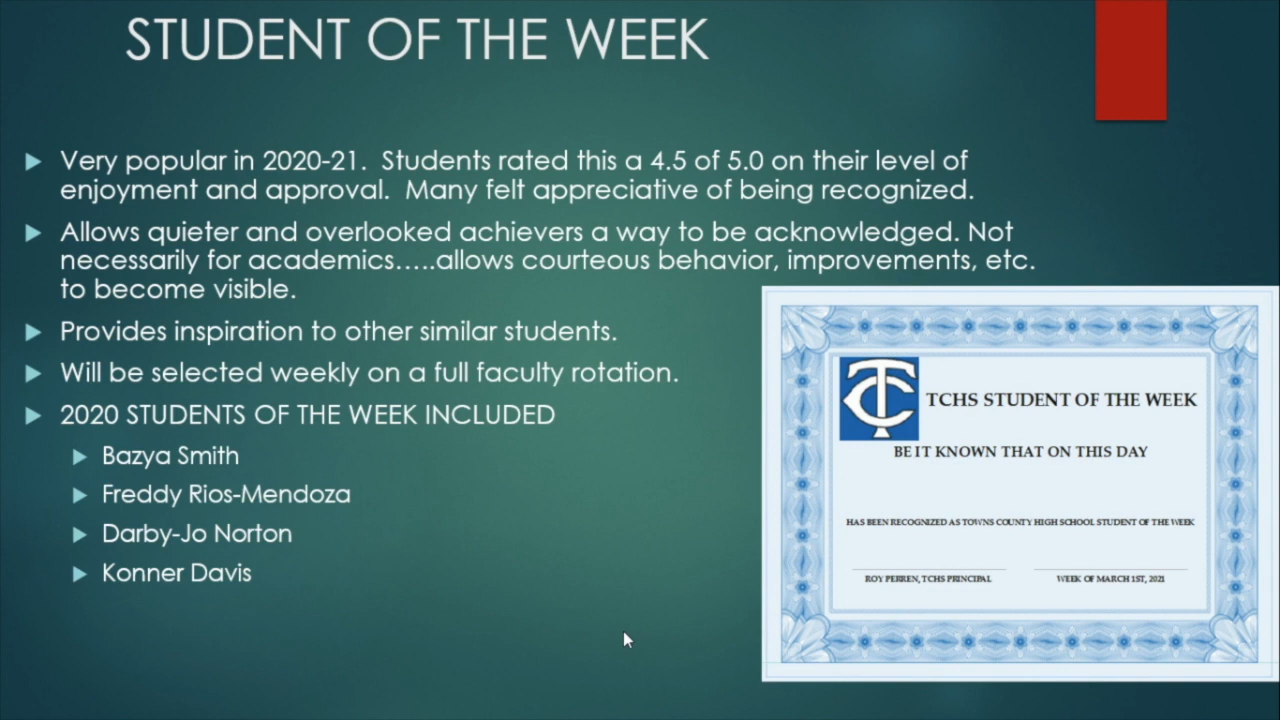 STUDENT OF THE WEEK
Very popular in 2020-21. Students rated this a 4.5 of 5.0 on their level of
enjoyment and approval. Many felt appreciative of being recognized.
Allows quieter and overlooked achievers a way to be acknowledged. Not
necessarily for academics.....allows courteous behavior, improvements, etc.
to become visible.
Provides inspiration to other similar students.
Will be selected weekly on a full faculty rotation.
2020 STUDENTS OF THE WEEK INCLUDED
Bazya Smith
Freddy Rios-Mendoza
Darby-Jo Norton
Konner Davis
TC
TCHS STUDENT OF THE WEEK
BE IT KNOWN THAT ON THIS DAY
HAS BEEN RECOGNIZED AS TOWNS COUNTY HIGH SCHOOL STUDENT OF THE WEEK
ROY PERREN, TCHS PRINCIPAL
WEEK OF MARCH 1ST, 2021